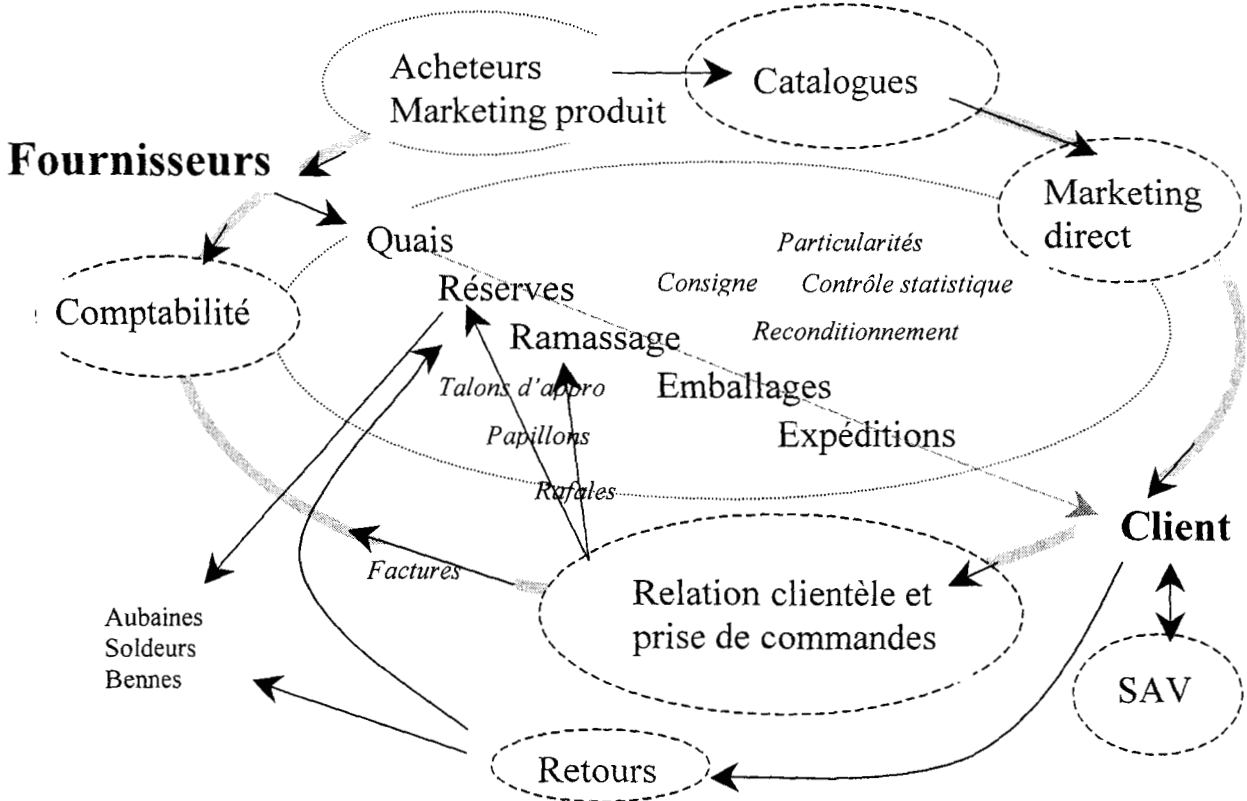 Acheteurs
Marketing produit
Catalogues
Fournisseurs
Marketing
direct
Quais
Particularités
Réserves
Consigne
Contrôle statistique
Comptabilité
Ramassage
Reconditionnement
Talons d'appro
Emballages
Papillons
Expéditions
Rafales
Client
Factures
Relation clientèle et
prise de commandes
Aubaines
Soldeurs
Bennes
SAV
Retours